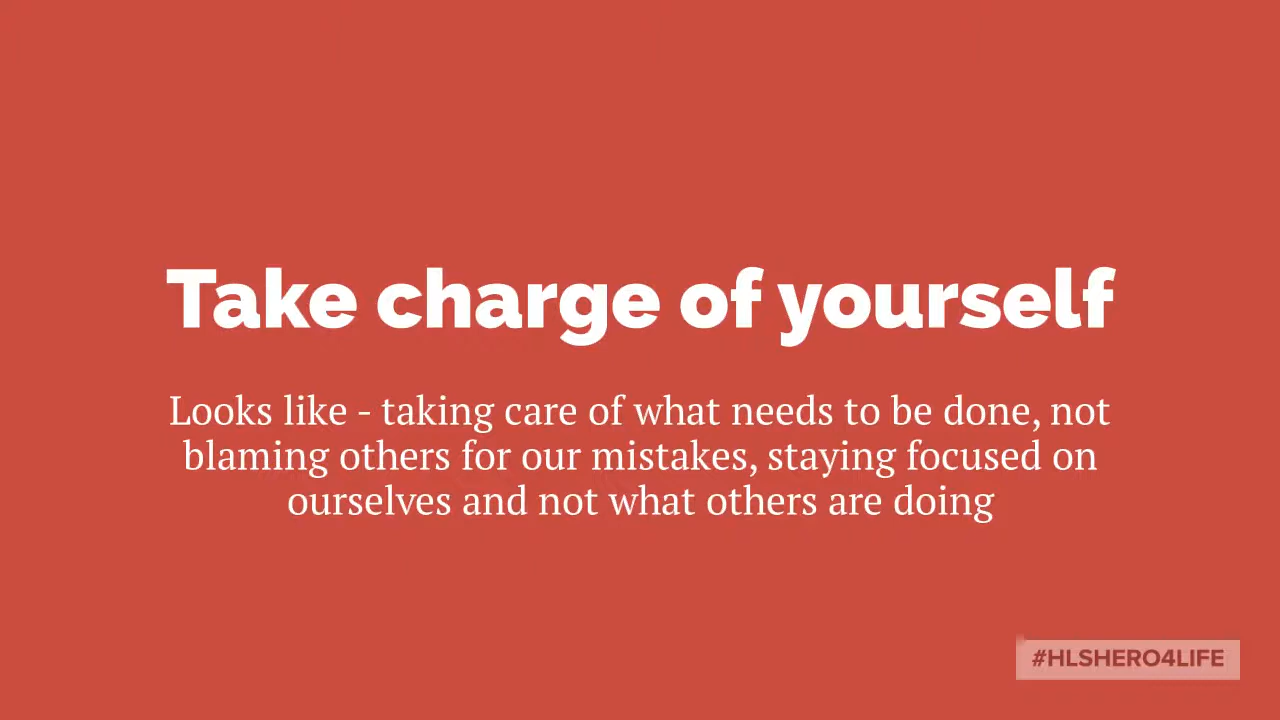 Take charge of yourself
Looks like - taking care of what needs to be done, not
blaming others for our mistakes, staying focused on
ourselves and not what others are doing
#HLSHERO4LIFE